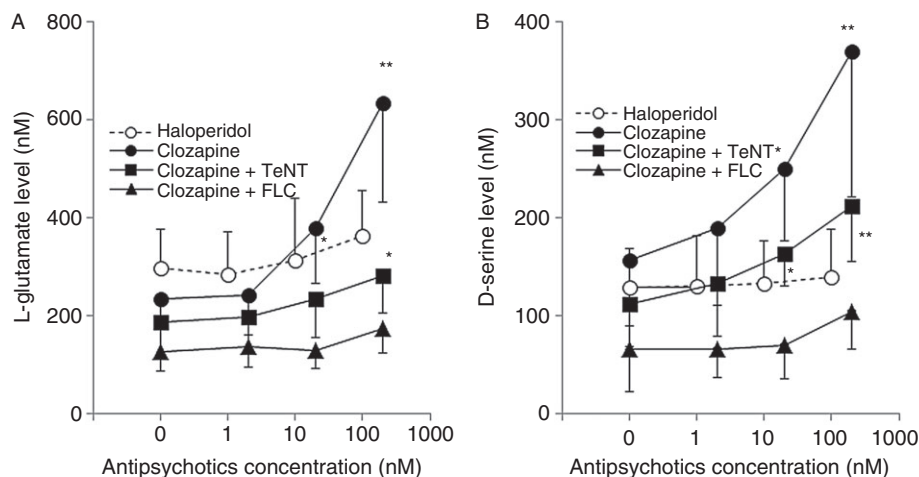 A
800
600
400
200
0
L-glutamate level (nM)
Haloperidol
Clozapine
Clozapine + TeNT
Clozapine + FLC
**
*
*
0 1 10 100 1000
Antipsychotics concentration (nM)
B
400
300
200
100
0
D-serine level (nM)
**
Haloperidol
Clozapine
Clozapine + TeNT*
Clozapine + FLC
**
*
0 1 10 100 1000
Antipsychotics concentration (nM)